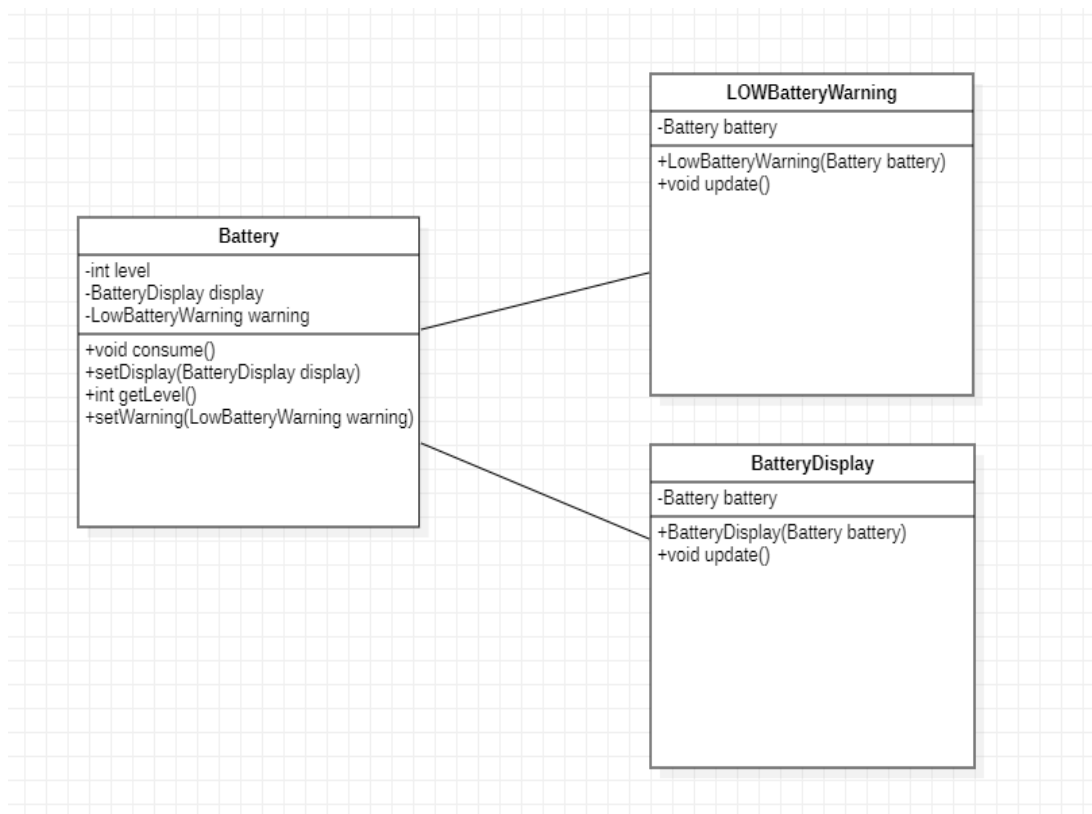 Battery
-int level
-BatteryDisplay display
-LowBatteryWarning warning
+void consume()
+setDisplay(BatteryDisplay display)
+int getLevel()
+setWarning(LowBatteryWarning warning)
LOWBatteryWarning
-Battery battery
+LowBatteryWarning(Battery battery)
+void update()
BatteryDisplay
-Battery battery
+BatteryDisplay(Battery battery)
+void update()